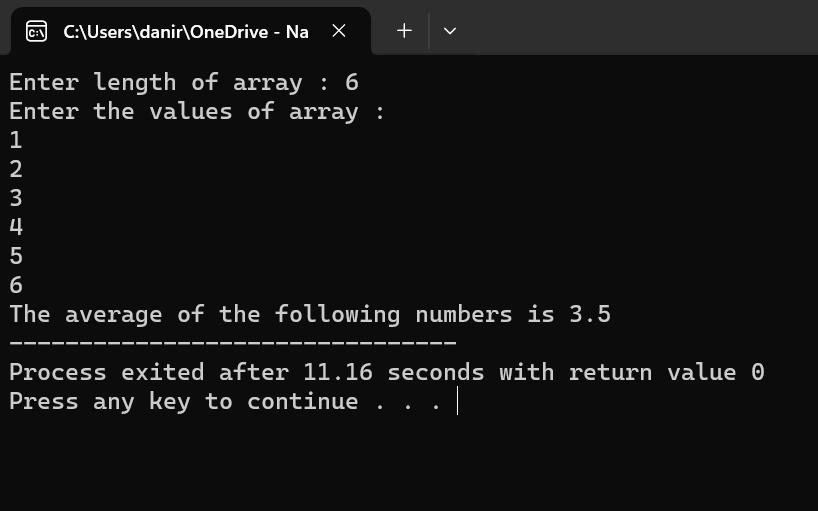 C:\Users\danir\OneDrive - Na
Enter length of array : 6
Enter the values of array :
1
2
3
4
5
6
The average of the following numbers is 3.5
--------------------------------
Process exited after 11.16 seconds with return value 0
Press any key to continue . . .